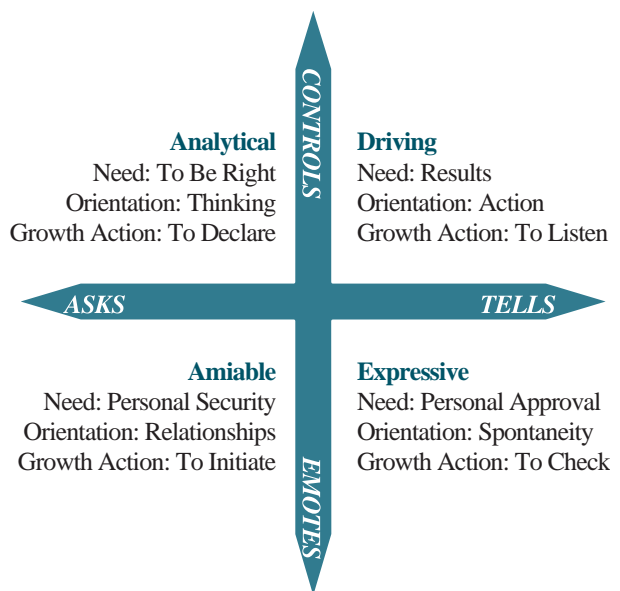 CONTROLS
Analytical
Need: To Be Right
Orientation: Thinking
Growth Action: To Declare
Driving
Need: Results
Orientation: Action
Growth Action: To Listen
ASKS
TELLS
Amiable
Need: Personal Security
Orientation: Relationships
Growth Action: To Initiate
Expressive
Need: Personal Approval
Orientation: Spontaneity
Growth Action: To Check
EMOTES